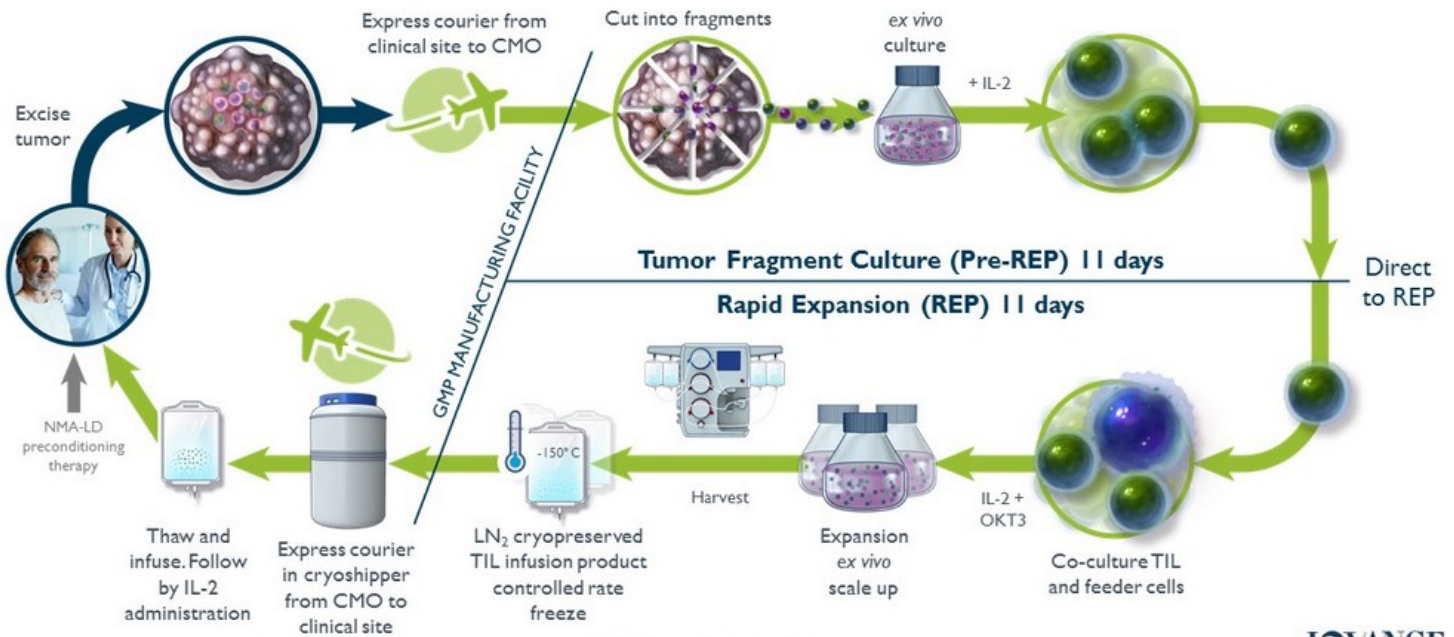 Express courier from
clinical site to CMO
Cut into fragments
ex vivo
culture
+ IL-2
Excise
tumor
GMP MANUFACTURING FACILITY
Tumor Fragment Culture (Pre-REP) 11 days
Rapid Expansion (REP) 11 days
Direct
to REP
NMA-LD
preconditioning
therapy
-150° C
Harvest
IL-2 +
OKT3
Thaw and
infuse. Follow
by IL-2
administration
Express courier
in cryoshipper
from CMO to
clinical site
LN₂ cryopreserved
TIL infusion product
controlled rate
freeze
Expansion
ex vivo
scale up
Co-culture TIL
and feeder cells